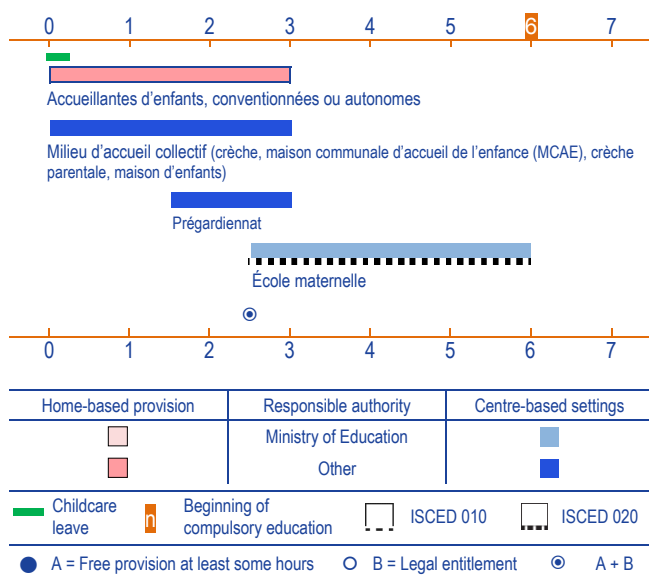 0 1 2 3 4 5 6 7
Accueillantes d'enfants, conventionnées ou autonomes
Milieu d'accueil collectif (crèche, maison communale d'accueil de l'enfance (MCAE), crèche
parentale, maison d'enfants)
Prégardiennat
École maternelle
0 1 2 3 4 5 6 7
Home-based provision Responsible authority Centre-based settings
Ministry of Education
Other
Childcare
leave
n
Beginning of
compulsory education
ISCED 010
ISCED 020
A = Free provision at least some hours B = Legal entitlement A + B